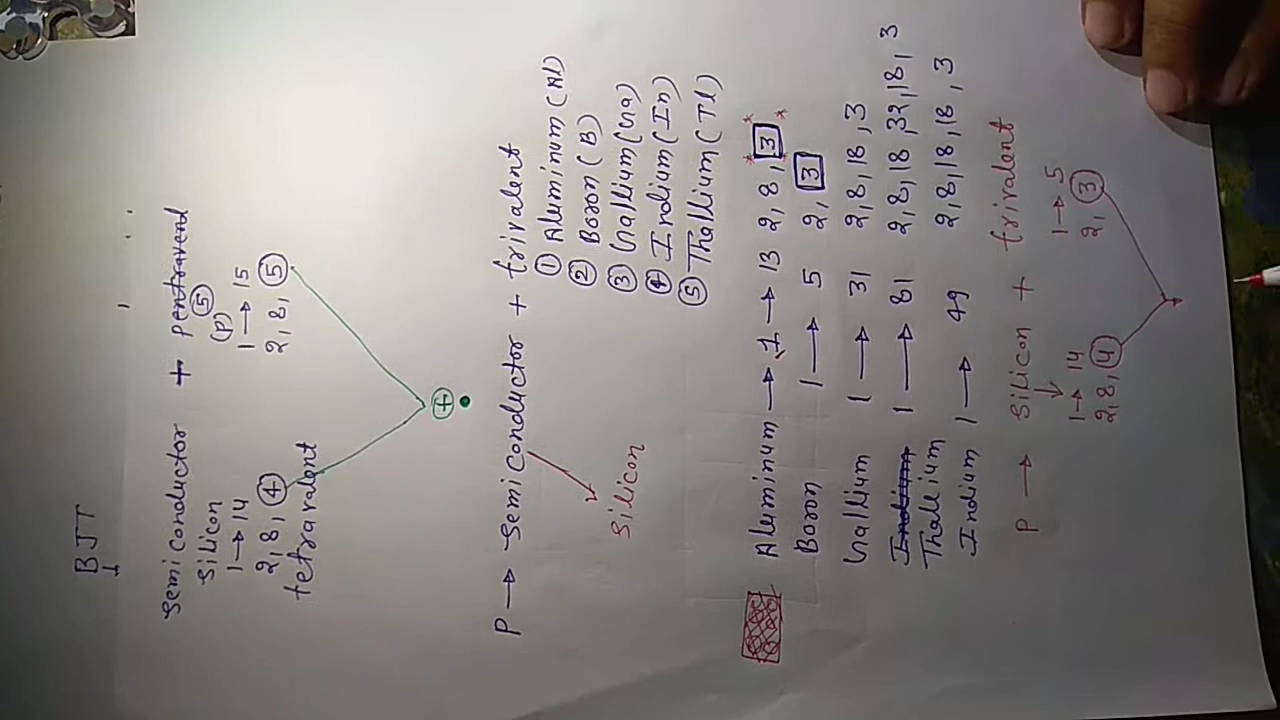 BJT
Semiconductor + pentravend
Silicon (5)
1 → 14 (P)
2, 8, (4) 1 → 15
tetravalent 2, 8, (5)
(+)
P → Semiconductor + trivalent
① Aluminum (Al)
② Boron (B)
Silicon ③ Gallium (Ga)
④ Indium (In)
⑤ Thallium (Tl)
Aluminum → 1 → 13 2, 8, 3
Boron 1 → 5 2, 3
Gallium 1 → 31 2, 8, 18, 3
Indium
Thallium 1 → 81 2, 8, 18, 32, 18, 3
Indium 1 → 49 2, 8, 18, 18, 3
P → Silicon + trivalent
1 → 14 1 → 5
2, 8, (4) 2, (3)